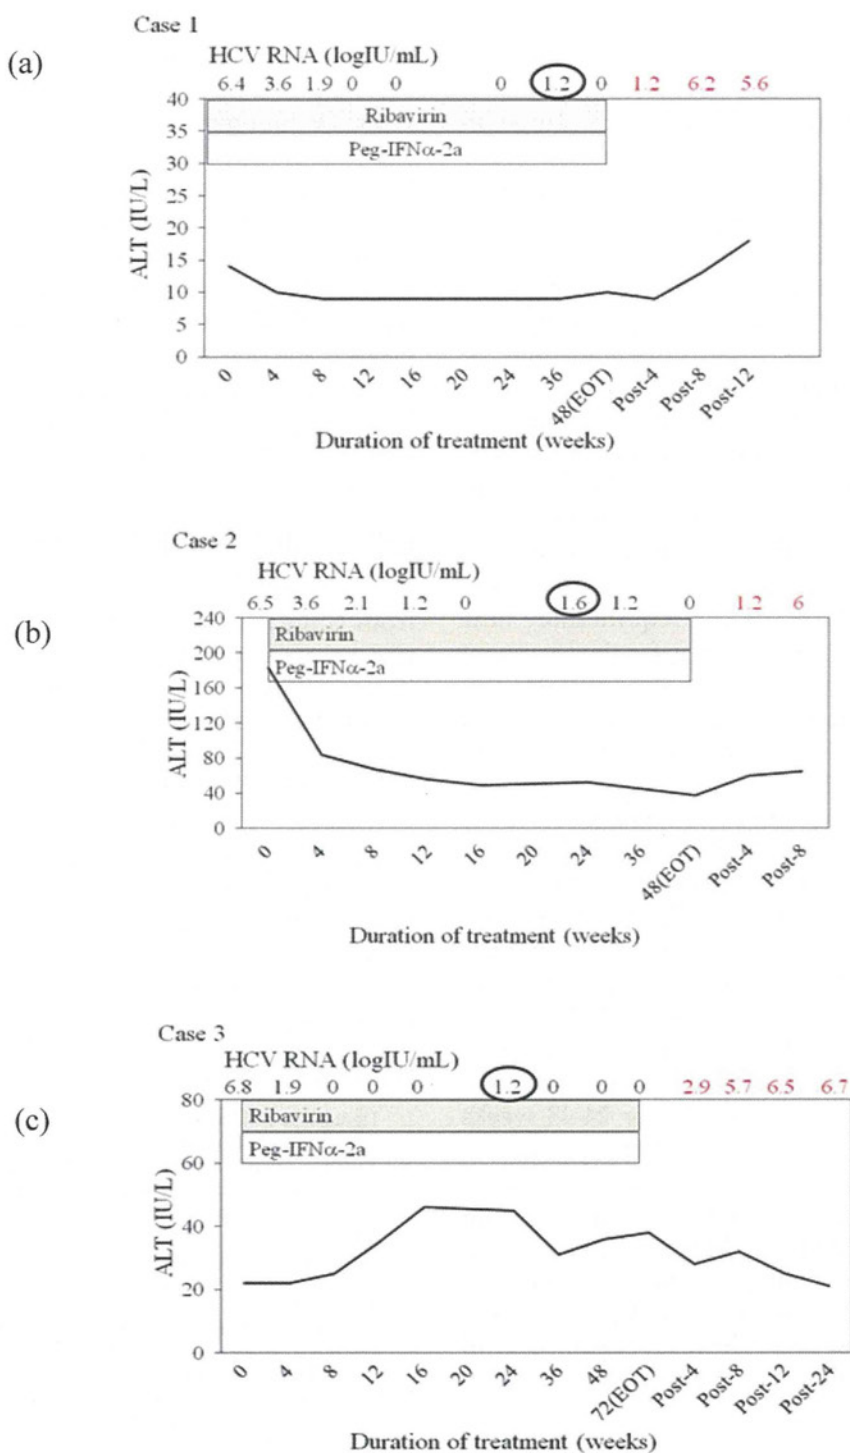 (a)
Case 1
HCV RNA (logIU/mL)
6.4 3.6 1.9 0 0 0 1.2 0 1.2 6.2 5.6
Ribavirin
Peg-IFNα-2a
ALT (IU/L)
40
35
30
25
20
15
10
5
0
0 4 8 12 16 20 24 36 48(EOT) Post-4 Post-8 Post-12
Duration of treatment (weeks)
(b)
Case 2
HCV RNA (logIU/mL)
6.5 3.6 2.1 1.2 0 1.6 1.2 0 1.2 6
Ribavirin
Peg-IFNα-2a
ALT (IU/L)
240
200
160
120
80
40
0
0 4 8 12 16 20 24 36 48(EOT) Post-4 Post-8
Duration of treatment (weeks)
(c)
Case 3
HCV RNA (logIU/mL)
6.8 1.9 0 0 0 1.2 0 0 0 2.9 5.7 6.5 6.7
Ribavirin
Peg-IFNα-2a
ALT (IU/L)
80
60
40
20
0
0 4 8 12 16 20 24 36 48 72(EOT) Post-4 Post-8 Post-12 Post-24
Duration of treatment (weeks)